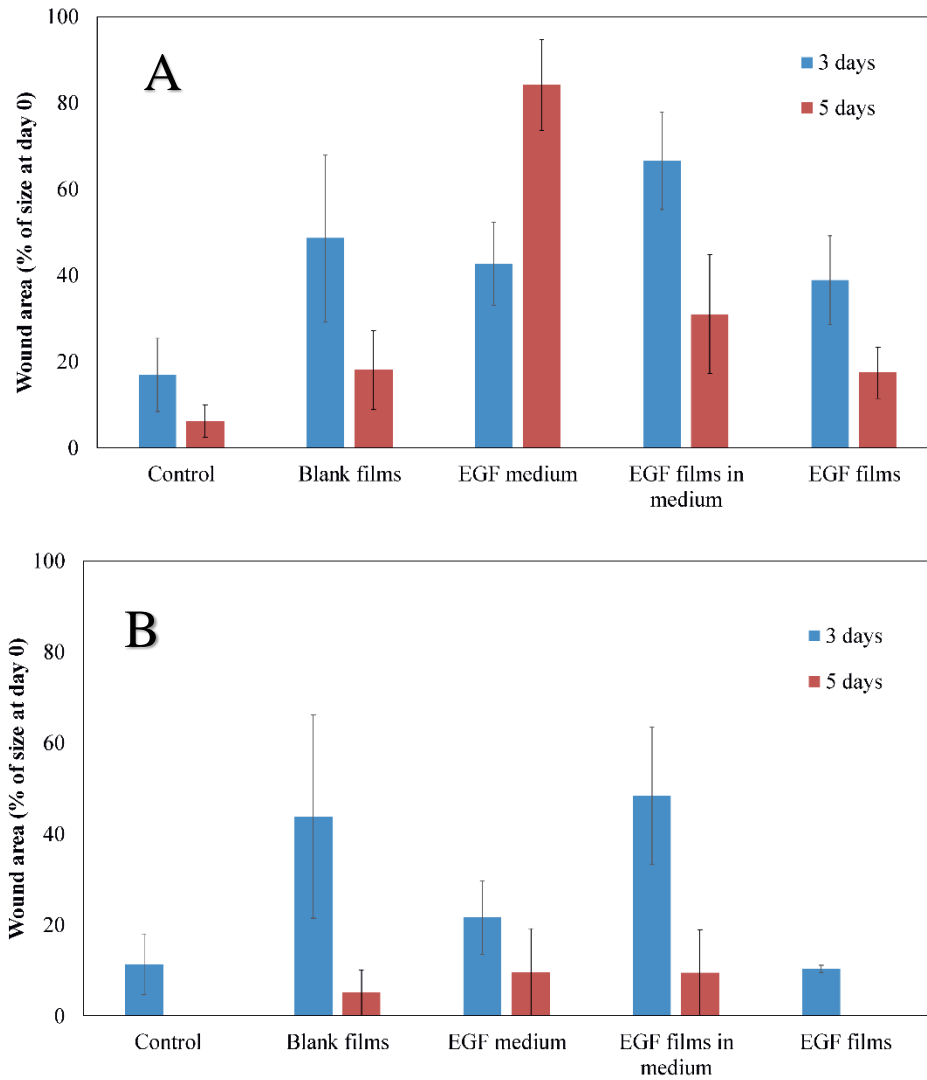 100
A
3 days
80
5 days
60
40
20
0
Wound area (% of size at day 0)
Control
Blank films
EGF medium
EGF films in
medium
EGF films
100
B
3 days
80
5 days
60
40
20
0
Wound area (% of size at day 0)
Control
Blank films
EGF medium
EGF films in
medium
EGF films